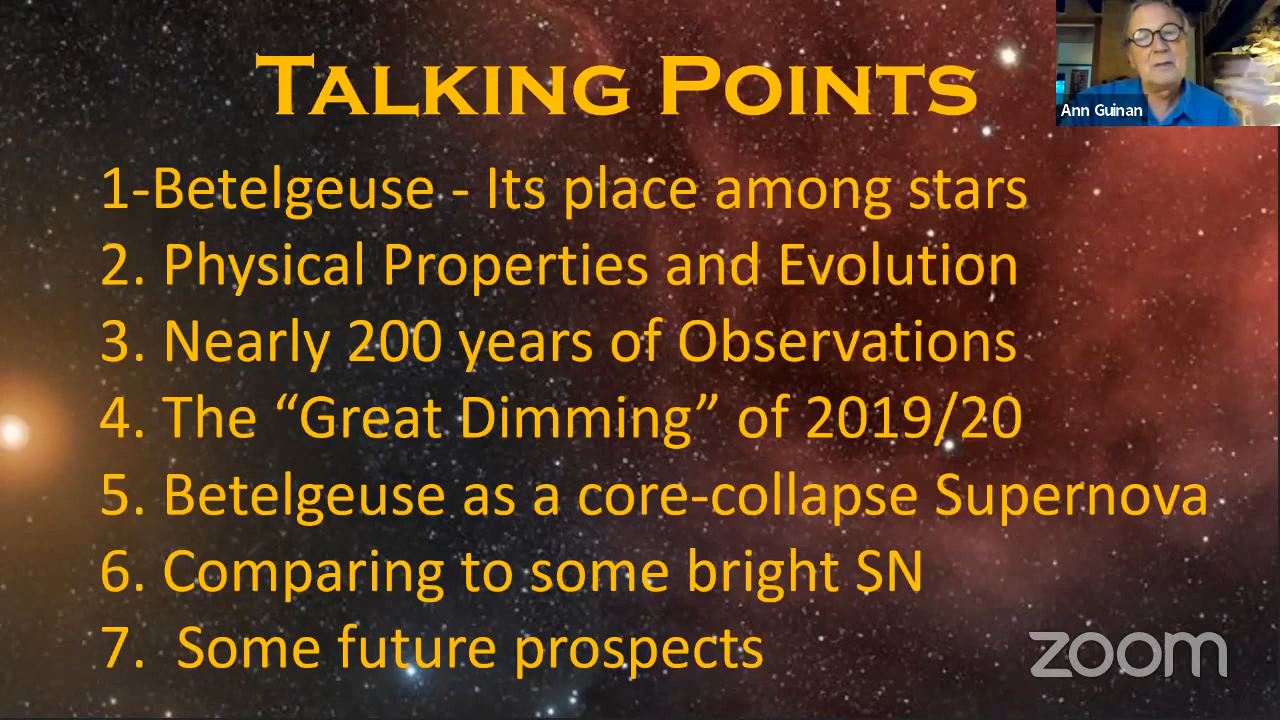 TALKING POINTS
Ann Guinan
1-Betelgeuse - Its place among stars
2. Physical Properties and Evolution
3. Nearly 200 years of Observations
4. The “Great Dimming” of 2019/20
5. Betelgeuse as a core-collapse Supernova
6. Comparing to some bright SN
7.  Some future prospects
zoom